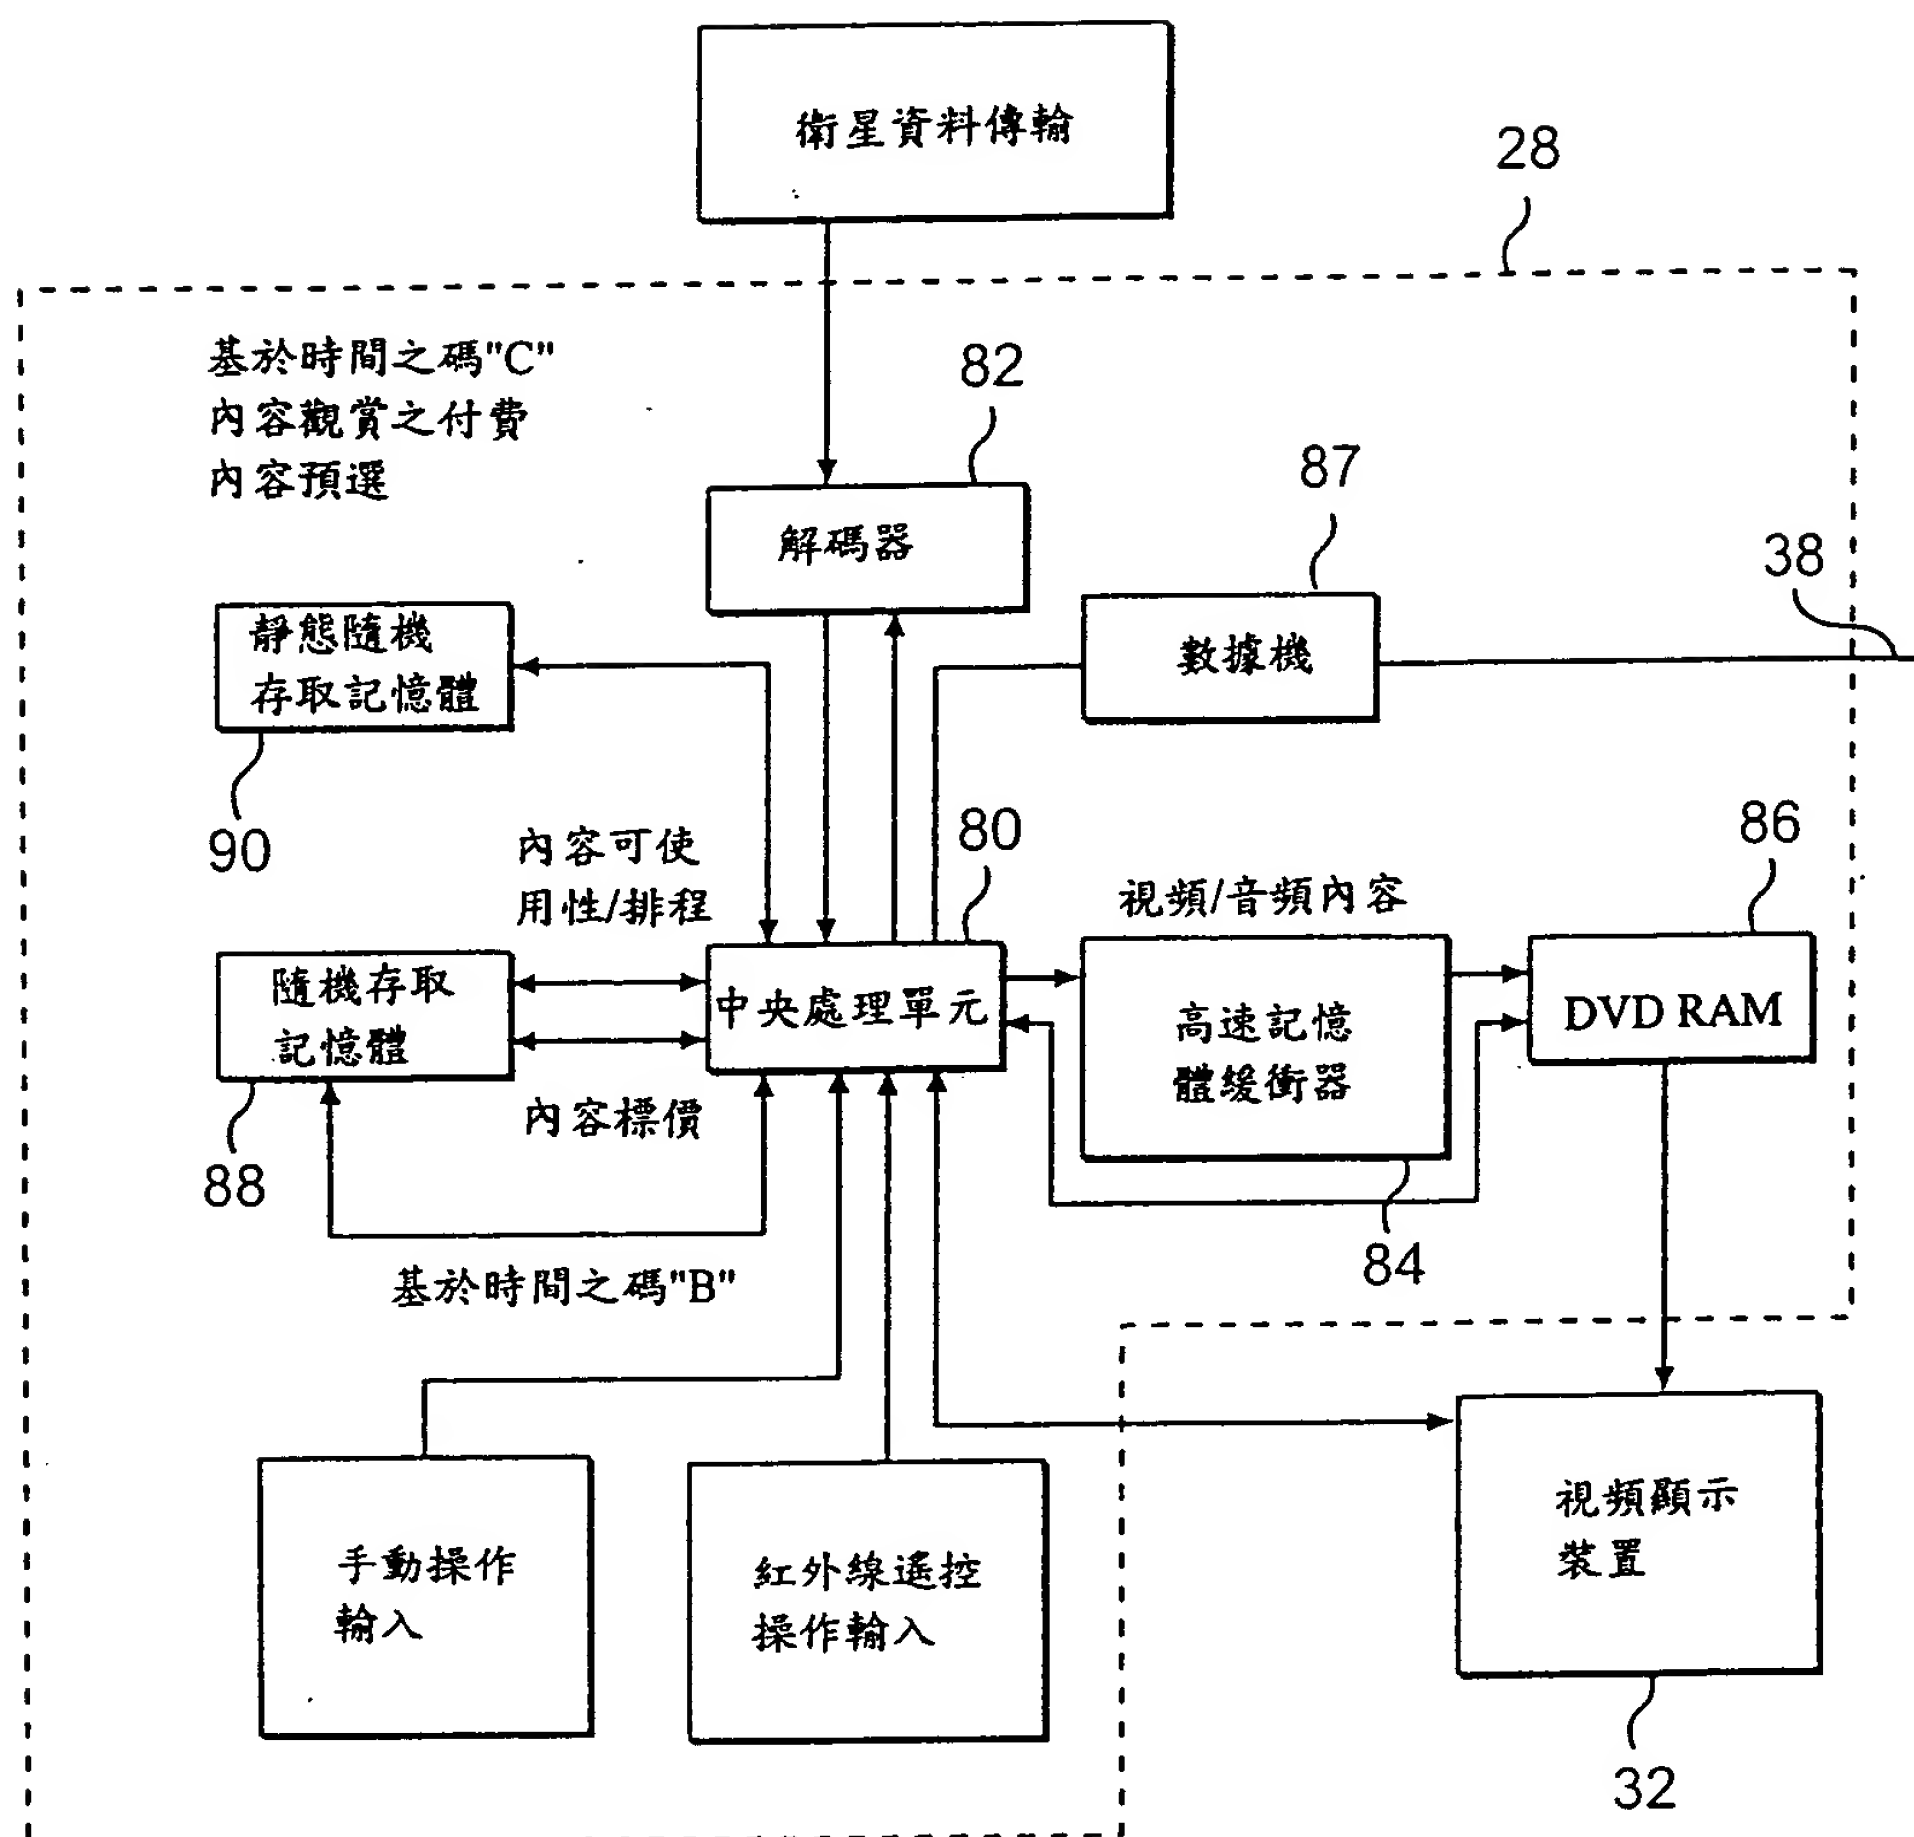 衛星資料傳輸
28
基於時間之碼"C"
內容觀賞之付費
內容預選
82
解碼器
87
數據機
38
靜態隨機
存取記憶體
90
內容可使
用性/排程
80
視頻/音頻內容
86
隨機存取
記憶體
88
中央處理單元
高速記憶
體緩衝器
84
DVD RAM
內容標價
基於時間之碼"B"
手動操作
輸入
紅外線遙控
操作輸入
視頻顯示
裝置
32